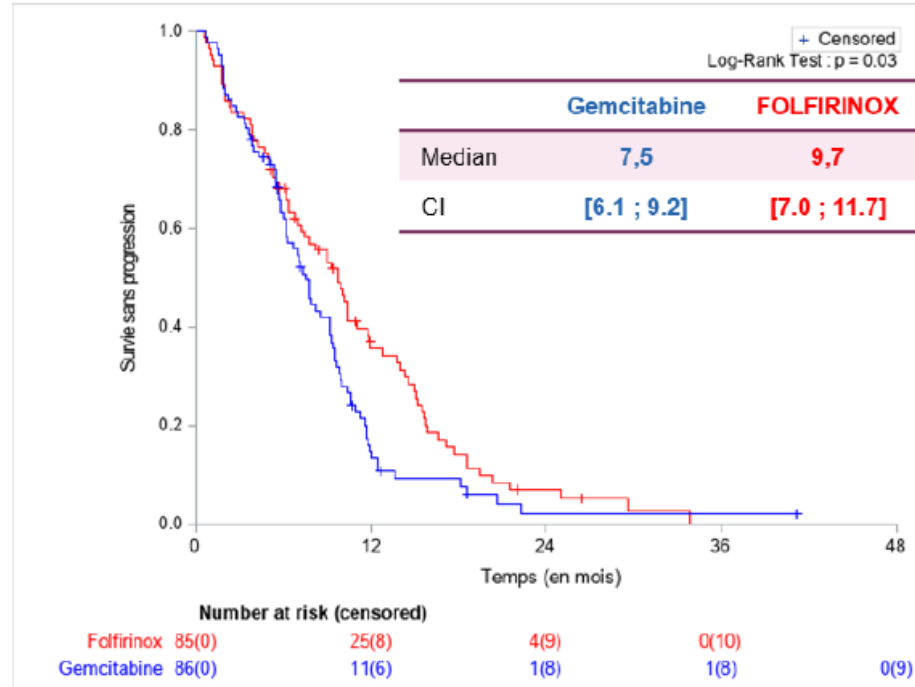 + Censored
Log-Rank Test : p = 0.03
Gemcitabine FOLFIRINOX
Median 7,5 9,7
CI [6.1 ; 9.2] [7.0 ; 11.7]
1.0
0.8
0.6
0.4
0.2
0.0
Survie sans progression
0 12 24 36 48
Temps (en mois)
Number at risk (censored)
Folfirinox 85(0) 25(8) 4(9) 0(10)
Gemcitabine 86(0) 11(6) 1(8) 1(8) 0(9)